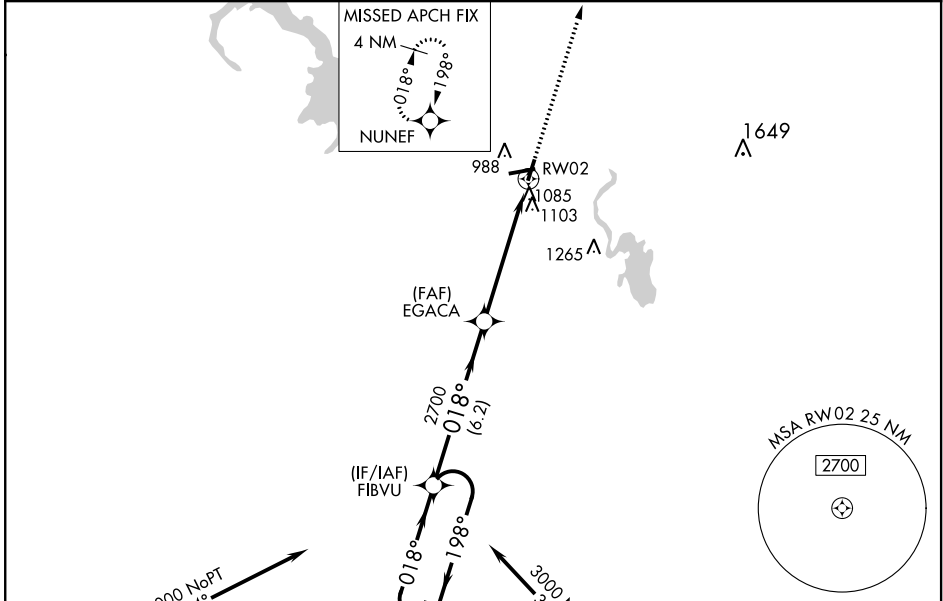 MISSED APCH FIX
4 NM
018°
198°
NUNEF
1649
988
RW02
1085
1103
1265
(FAF)
EGACA
2700
018°
(6.2)
MSA RW02 25 NM
2700
(IF/IAF)
FIBVU
018°
198°
NoPT
3000